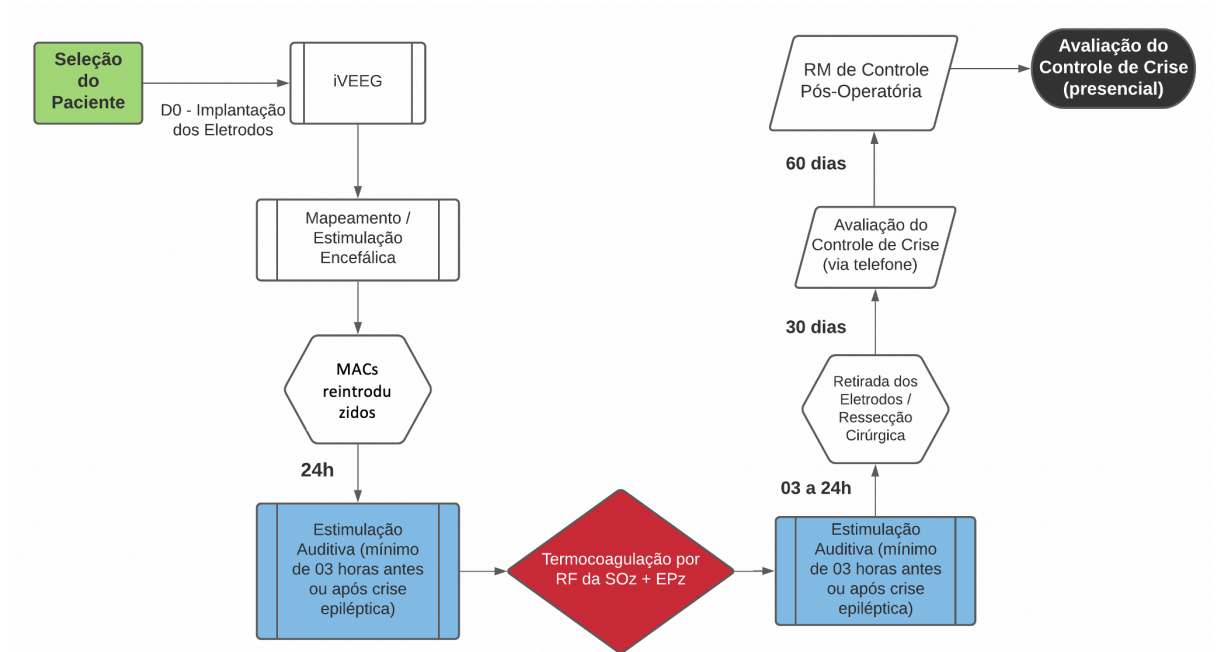 Seleção
do
Paciente
D0 - Implantação
dos Eletrodos
iVEEG
Mapeamento /
Estimulação
Encefálica
MACs
reintrodu
zidos
24h
Estimulação
Auditiva (mínimo
de 03 horas antes
ou após crise
epiléptica)
Termocoagulação por
RF da SOz + EPz
Estimulação
Auditiva (mínimo
de 03 horas antes
ou após crise
epiléptica)
03 a 24h
Retirada dos
Eletrodos /
Ressecção
Cirúrgica
30 dias
Avaliação do
Controle de Crise
(via telefone)
60 dias
RM de Controle
Pós-Operatória
Avaliação do
Controle de Crise
(presencial)